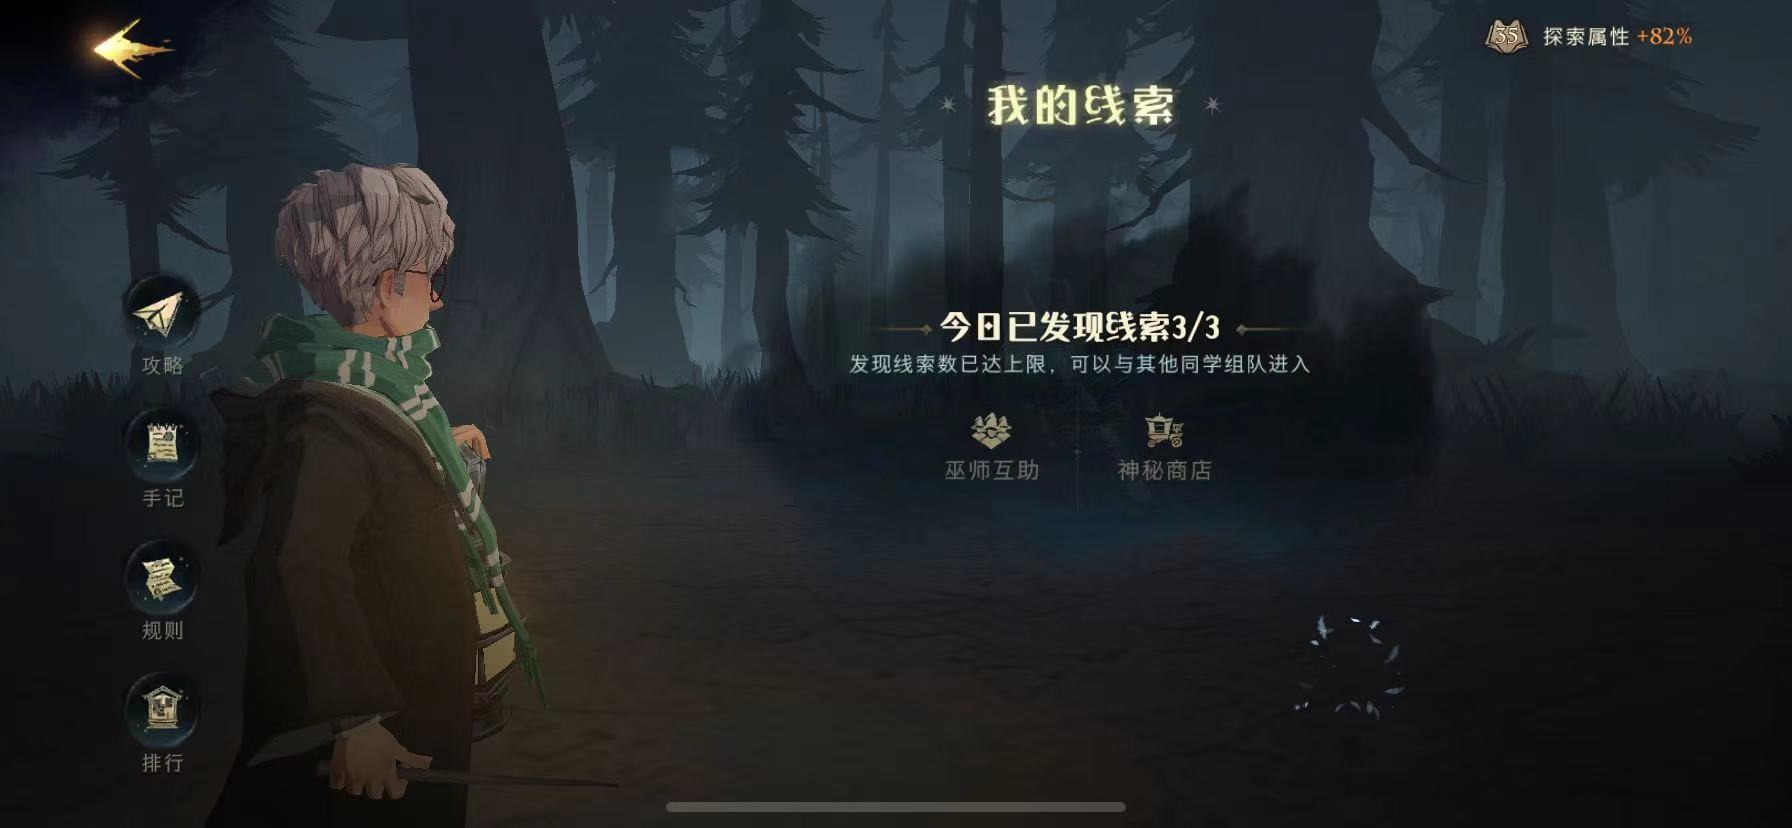 35 探索属性 +82%
我的线索
今日已发现线索3/3
发现线索数已达上限，可以与其他同学组队进入
巫师互助
神秘商店
攻略
手记
规则
排行